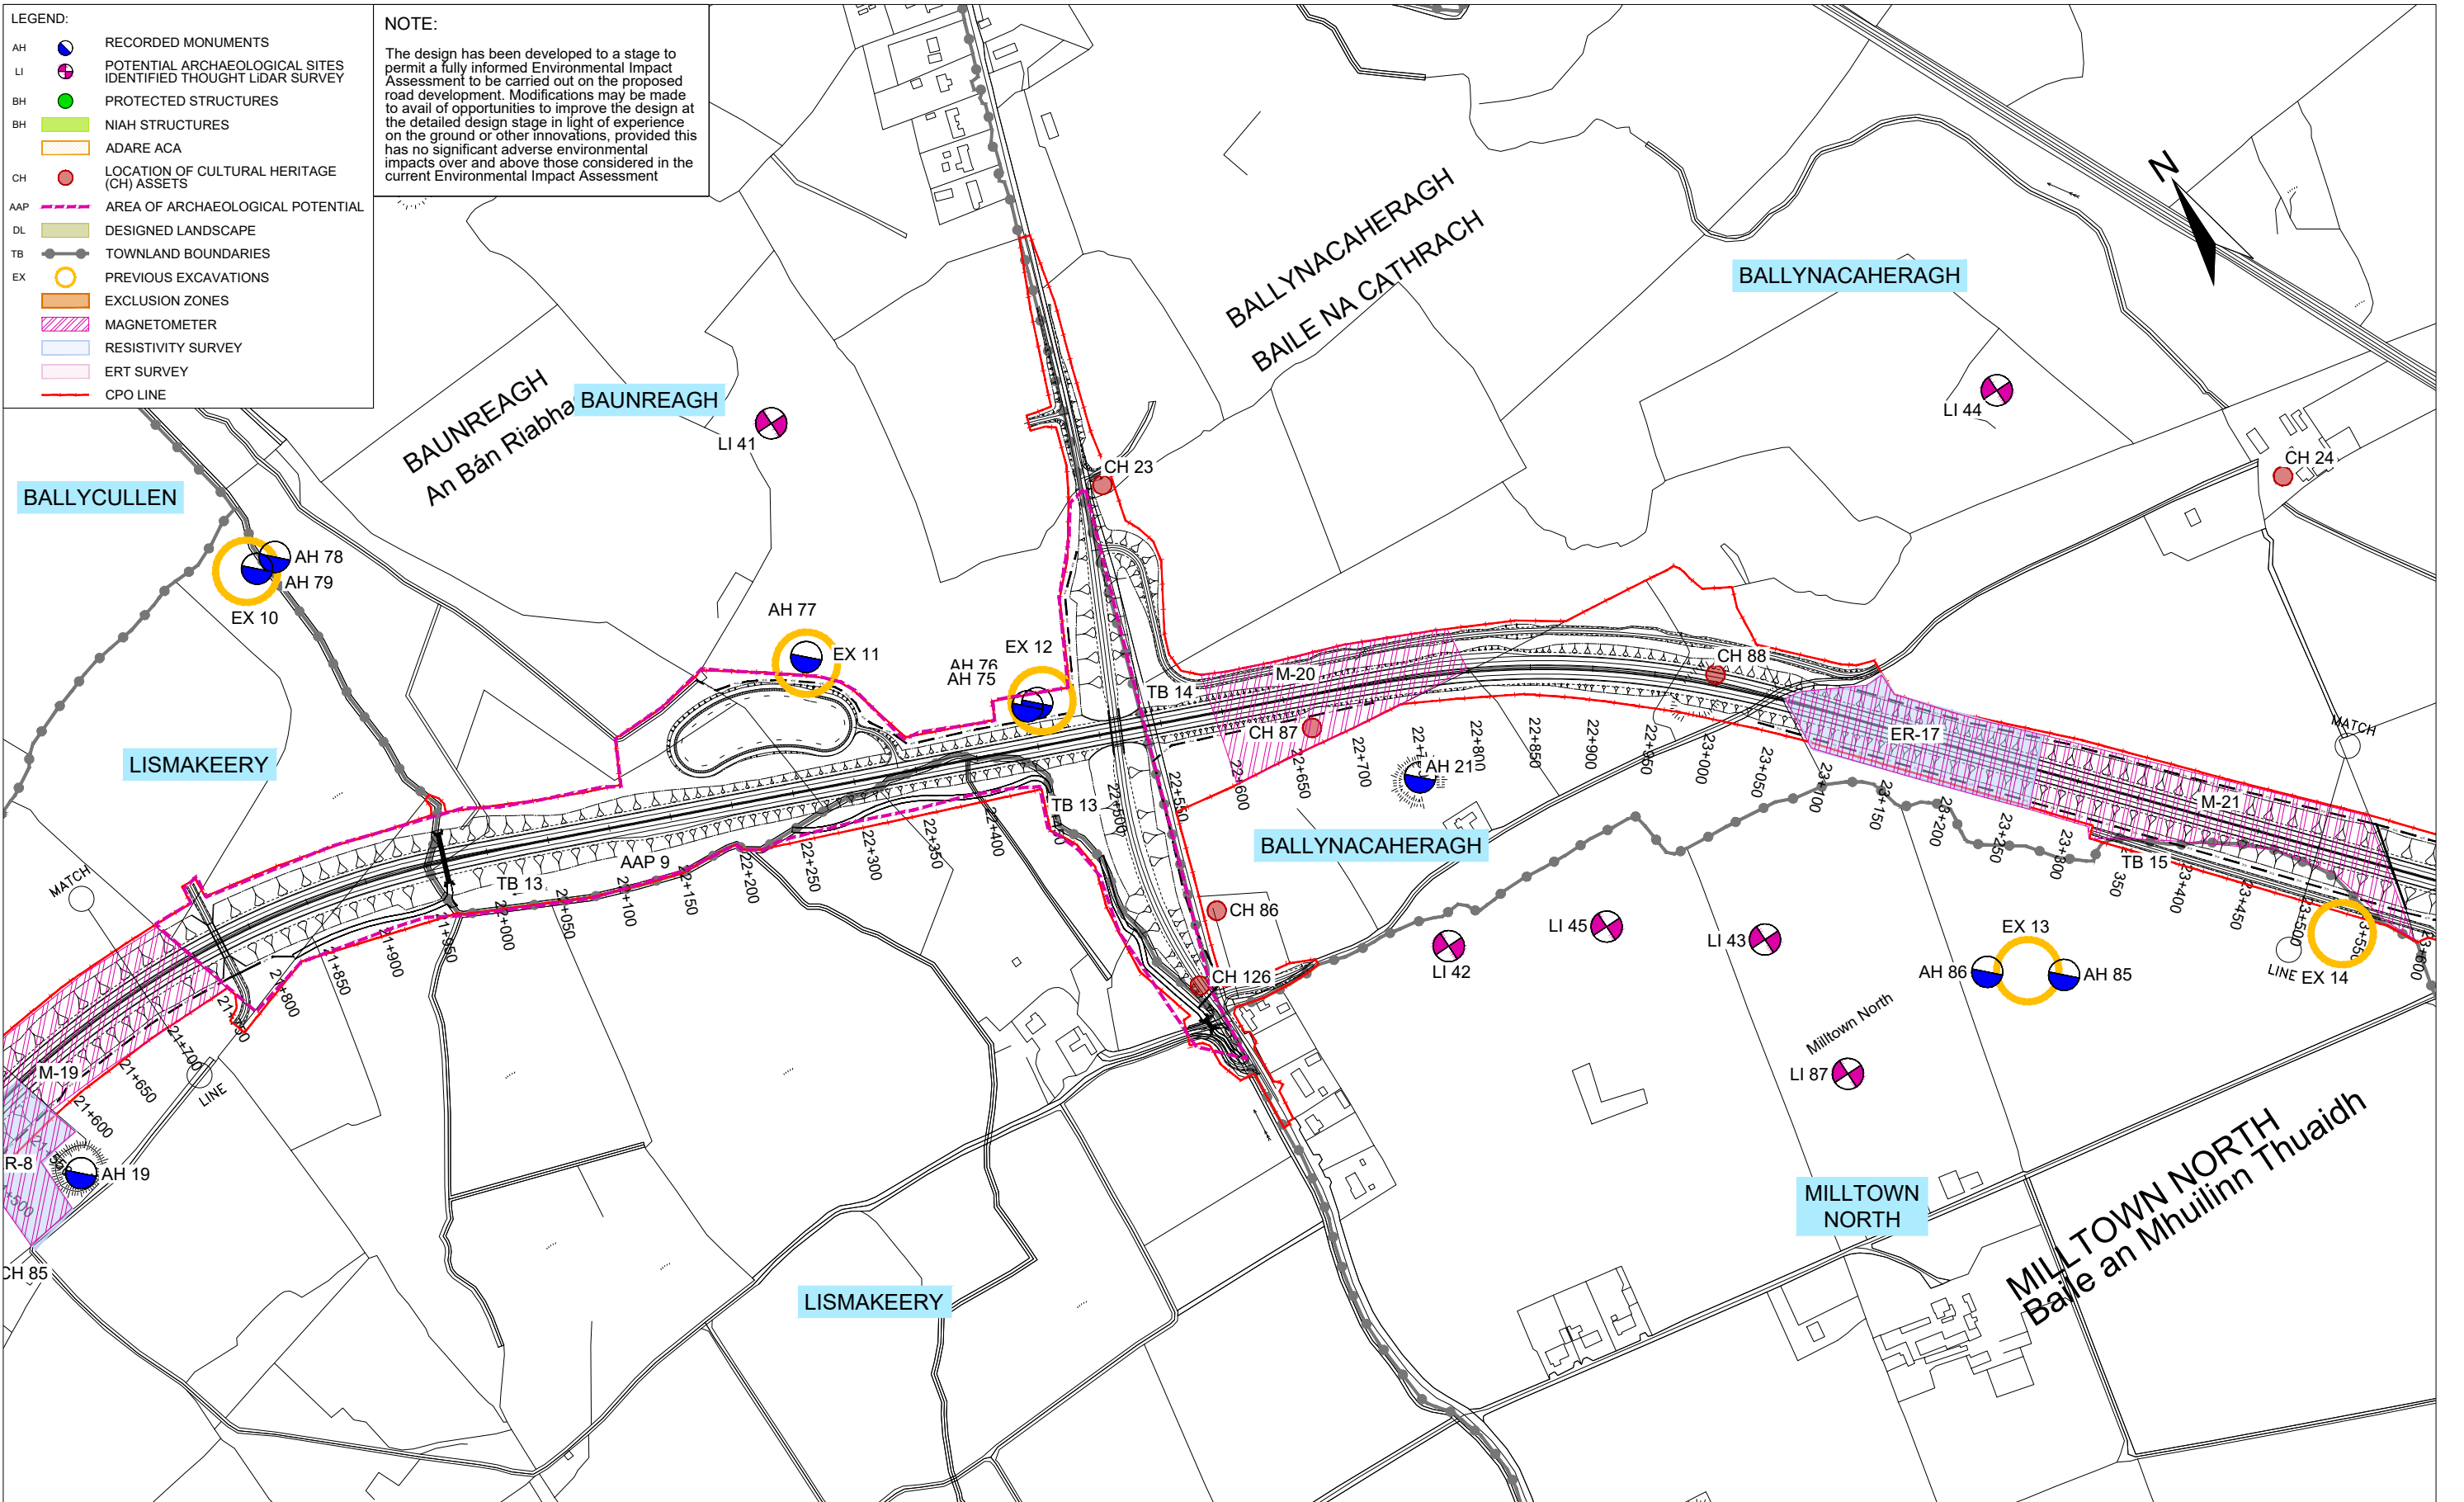 LEGEND:
AH RECORDED MONUMENTS
LI POTENTIAL ARCHAEOLOGICAL SITES
IDENTIFIED THOUGHT LiDAR SURVEY
BH PROTECTED STRUCTURES
BH NIAH STRUCTURES
ADARE ACA
CH LOCATION OF CULTURAL HERITAGE
(CH) ASSETS
AAP AREA OF ARCHAEOLOGICAL POTENTIAL
DL DESIGNED LANDSCAPE
TB TOWNLAND BOUNDARIES
EX PREVIOUS EXCAVATIONS
EXCLUSION ZONES
MAGNETOMETER
RESISTIVITY SURVEY
ERT SURVEY
CPO LINE
NOTE:
The design has been developed to a stage to
permit a fully informed Environmental Impact
Assessment to be carried out on the proposed
road development. Modifications may be made
to avail of opportunities to improve the design at
the detailed design stage in light of experience
on the ground or other innovations, provided this
has no significant adverse environmental
impacts over and above those considered in the
current Environmental Impact Assessment
N
BALLYNACAHERAGH
BAILE NA CATHRACH
BALLYNACAHERAGH
BAUNREAGH
An Bán Riabha
BAUNREAGH
LI 41
LI 44
CH 23
CH 24
BALLYCULLEN
AH 78
AH 79
EX 10
AH 77
EX 11
EX 12
AH 76
AH 75
TB 14
M-20
CH 88
CH 87
ER-17
MATCH
LISMAKEERY
AH 21
M-21
TB 13
BALLYNACAHERAGH
AAP 9
TB 13
TB 15
MATCH
21+600
21+650
21+700
21+800
21+850
21+900
22+000
22+050
22+100
22+150
22+200
22+250
22+300
22+350
22+400
22+500
22+550
22+600
22+650
22+700
22+800
22+850
22+900
22+950
23+000
23+050
23+100
23+150
23+200
23+250
350
23+400
23+450
23+500
CH 86
LI 42
LI 45
LI 43
EX 13
AH 86
AH 85
LINE
EX 14
CH 126
Milltown North
LI 87
M-19
LINE
R-8
AH 19
CH 85
LISMAKEERY
MILLTOWN
NORTH
MILLTOWN NORTH
Baile an Mhuilinn Thuaidh